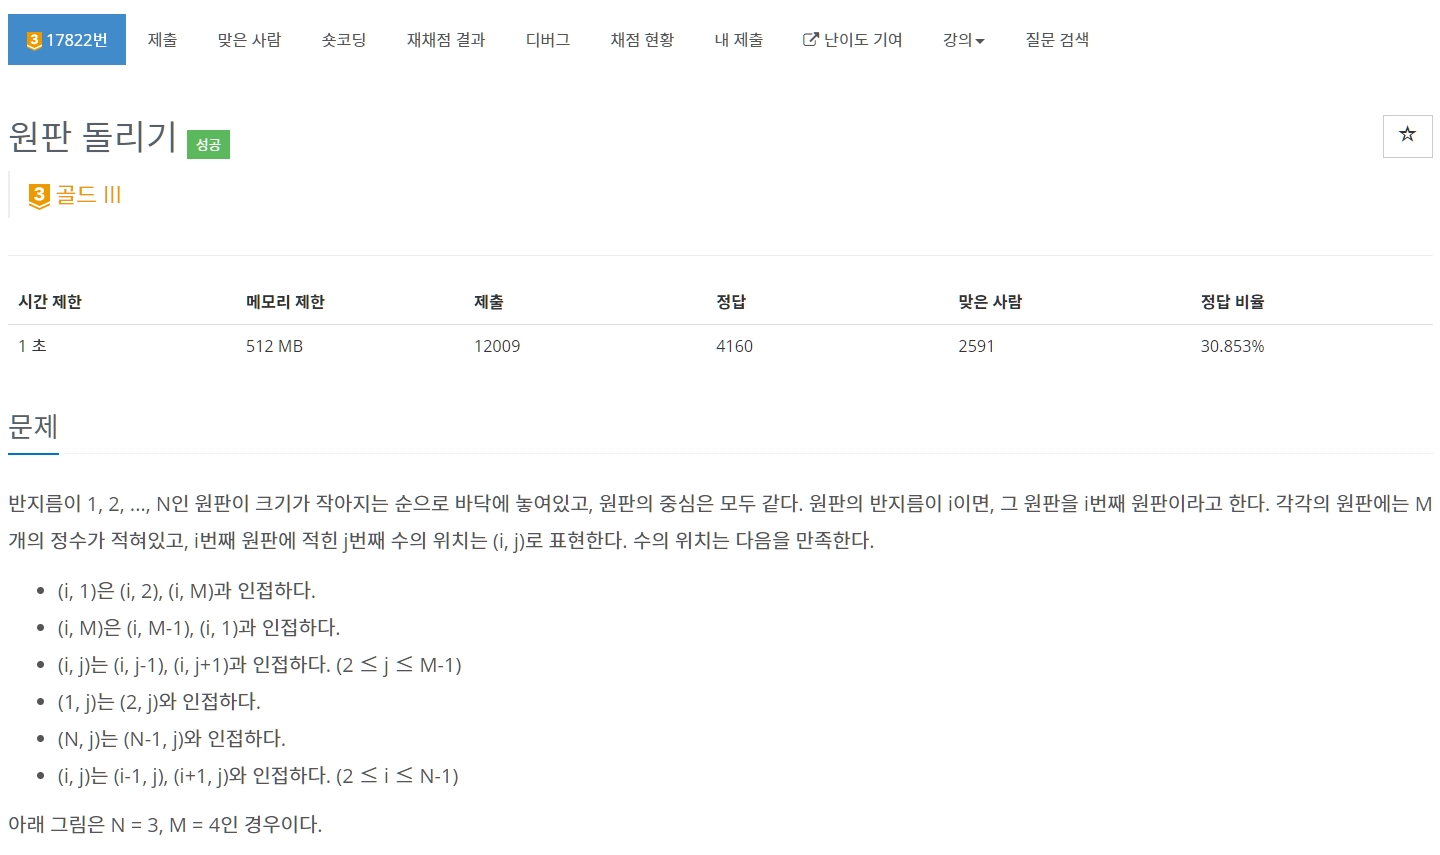 3 17822번 제출 맞은 사람 숏코딩 재채점 결과 디버그 채점 현황 내 제출 난이도 기여 강의 질문 검색
원판 돌리기 성공
3 골드 III
시간 제한 메모리 제한 제출 정답 맞은 사람 정답 비율
1 초 512 MB 12009 4160 2591 30.853%
문제
반지름이 1, 2, ..., N인 원판이 크기가 작아지는 순으로 바닥에 놓여있고, 원판의 중심은 모두 같다. 원판의 반지름이 i이면, 그 원판을 i번째 원판이라고 한다. 각각의 원판에는 M
개의 정수가 적혀있고, i번째 원판에 적힌 j번째 수의 위치는 (i, j)로 표현한다. 수의 위치는 다음을 만족한다.
• (i, 1)은 (i, 2), (i, M)과 인접하다.
• (i, M)은 (i, M-1), (i, 1)과 인접하다.
• (i, j)는 (i, j-1), (i, j+1)과 인접하다. (2 ≤ j ≤ M-1)
• (1, j)는 (2, j)와 인접하다.
• (N, j)는 (N-1, j)와 인접하다.
• (i, j)는 (i-1, j), (i+1, j)와 인접하다. (2 ≤ i ≤ N-1)
아래 그림은 N = 3, M = 4인 경우이다.